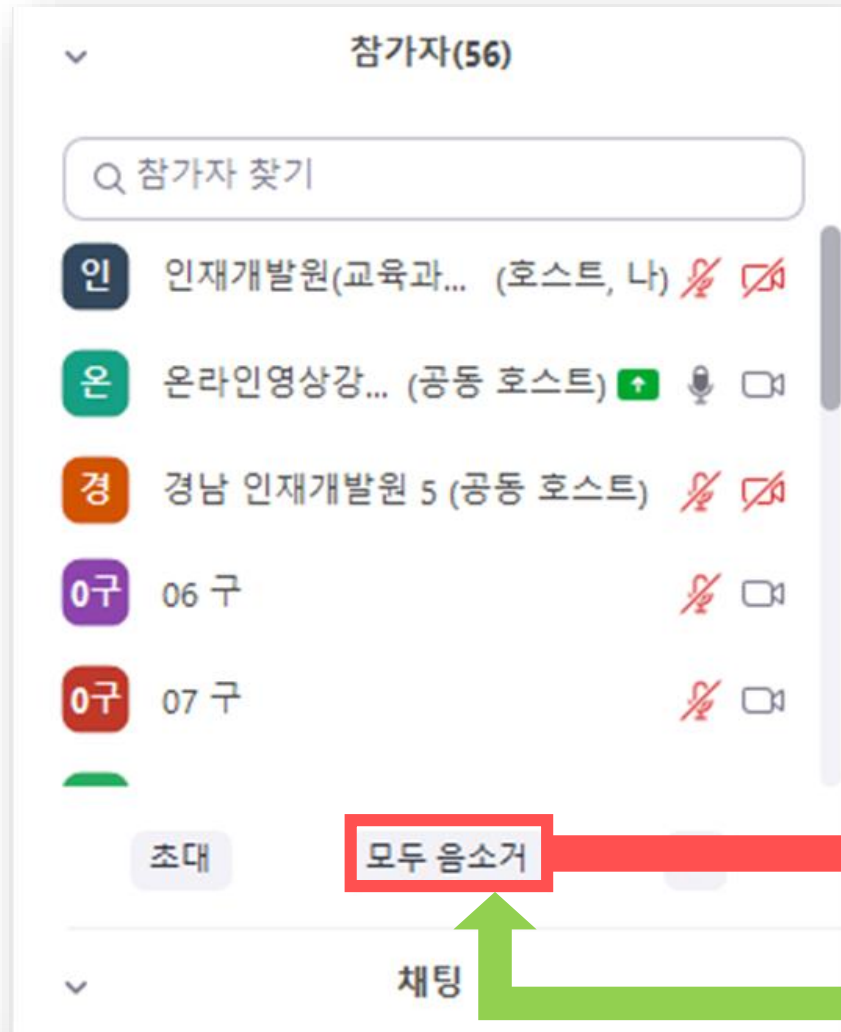 참가자(56)
참가자 찾기
인 인재개발원(교육과... (호스트, 나)
온 온라인영상강... (공동 호스트)
경 경남 인재개발원 5 (공동 호스트)
0구 06 구
0구 07 구
초대 모두 음소거
채팅